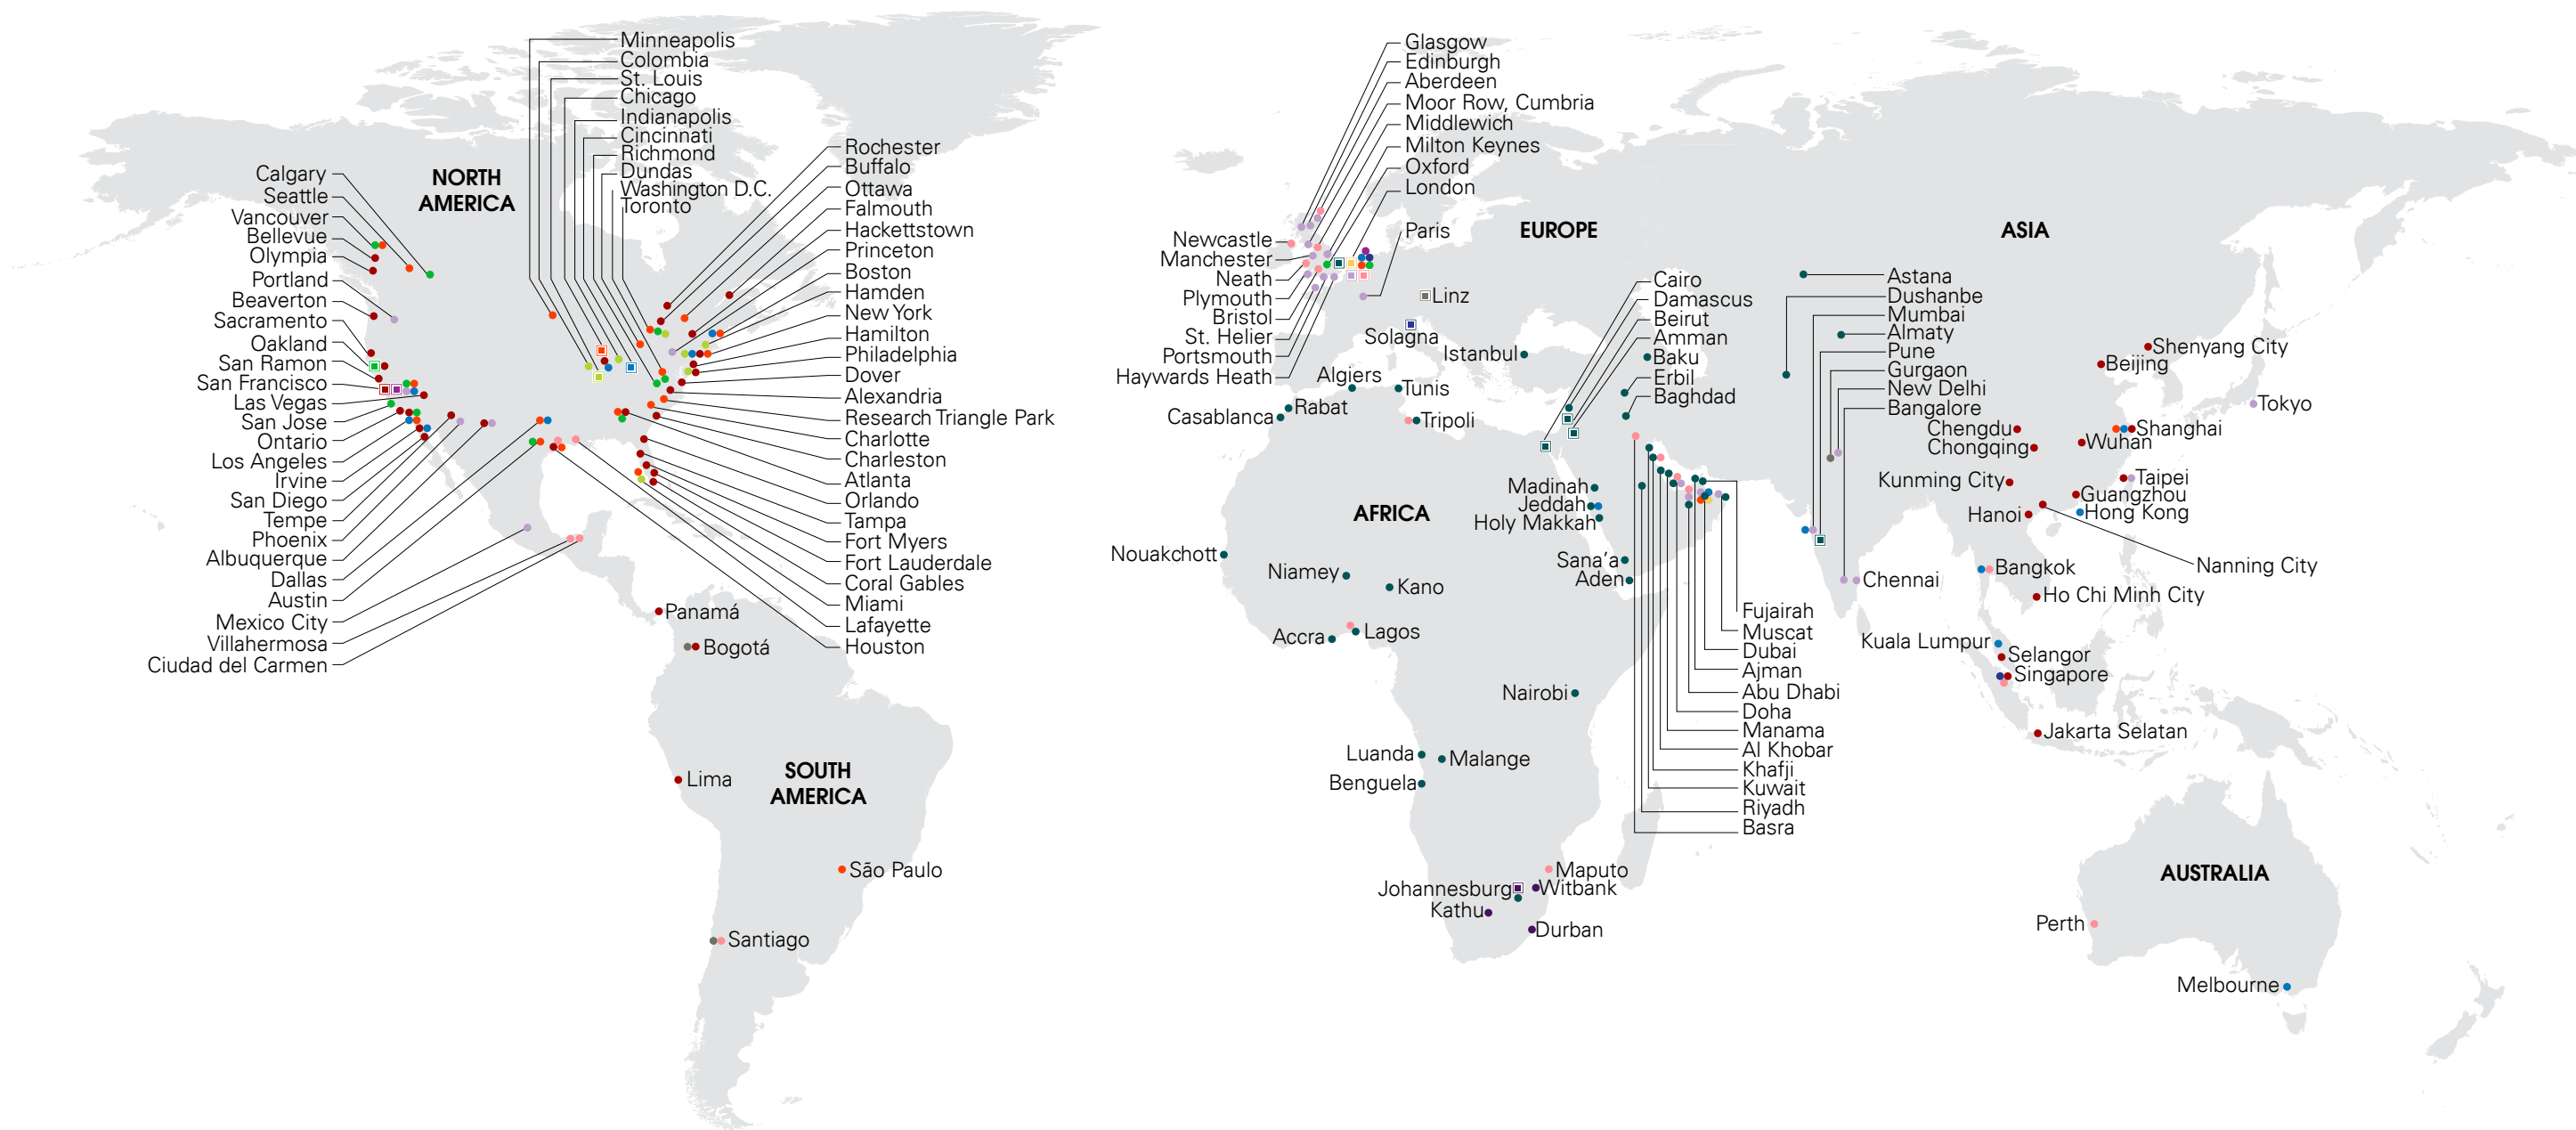 Minneapolis
Colombia
St. Louis
Chicago
Indianapolis
Cincinnati
Richmond
Dundas
Washington D.C.
Toronto
NORTH
AMERICA
Calgary
Seattle
Vancouver
Bellevue
Olympia
Portland
Beaverton
Sacramento
Oakland
San Ramon
San Francisco
Las Vegas
San Jose
Ontario
Los Angeles
Irvine
San Diego
Tempe
Phoenix
Albuquerque
Dallas
Austin
Mexico City
Villahermosa
Ciudad del Carmen
Rochester
Buffalo
Ottawa
Falmouth
Hackettstown
Princeton
Boston
Hamden
New York
Hamilton
Philadelphia
Dover
Alexandria
Research Triangle Park
Charlotte
Charleston
Atlanta
Orlando
Tampa
Fort Myers
Fort Lauderdale
Coral Gables
Miami
Lafayette
Houston
Panamá
Bogotá
Lima
SOUTH
AMERICA
São Paulo
Santiago
Glasgow
Edinburgh
Aberdeen
Moor Row, Cumbria
Middlewich
Milton Keynes
Oxford
London
Paris
EUROPE
Newcastle
Manchester
Neath
Plymouth
Bristol
St. Helier
Portsmouth
Haywards Heath
Linz
Solagna
Istanbul
Algiers
Tunis
Rabat
Casablanca
Tripoli
Cairo
Damascus
Beirut
Amman
Baku
Erbil
Baghdad
AFRICA
Madinah
Jeddah
Holy Makkah
Sana’a
Aden
Nouakchott
Niamey
Kano
Accra
Lagos
Nairobi
Luanda
Malange
Benguela
Maputo
Johannesburg
Witbank
Kathu
Durban
Fujairah
Muscat
Dubai
Ajman
Abu Dhabi
Doha
Manama
Al Khobar
Khafji
Kuwait
Riyadh
Basra
ASIA
Astana
Dushanbe
Mumbai
Almaty
Pune
Gurgaon
New Delhi
Bangalore
Chennai
Shenyang City
Beijing
Tokyo
Chengdu
Shanghai
Chongqing
Wuhan
Kunming City
Taipei
Guangzhou
Hong Kong
Hanoi
Nanning City
Bangkok
Ho Chi Minh City
Kuala Lumpur
Selangor
Singapore
Jakarta Selatan
AUSTRALIA
Perth
Melbourne